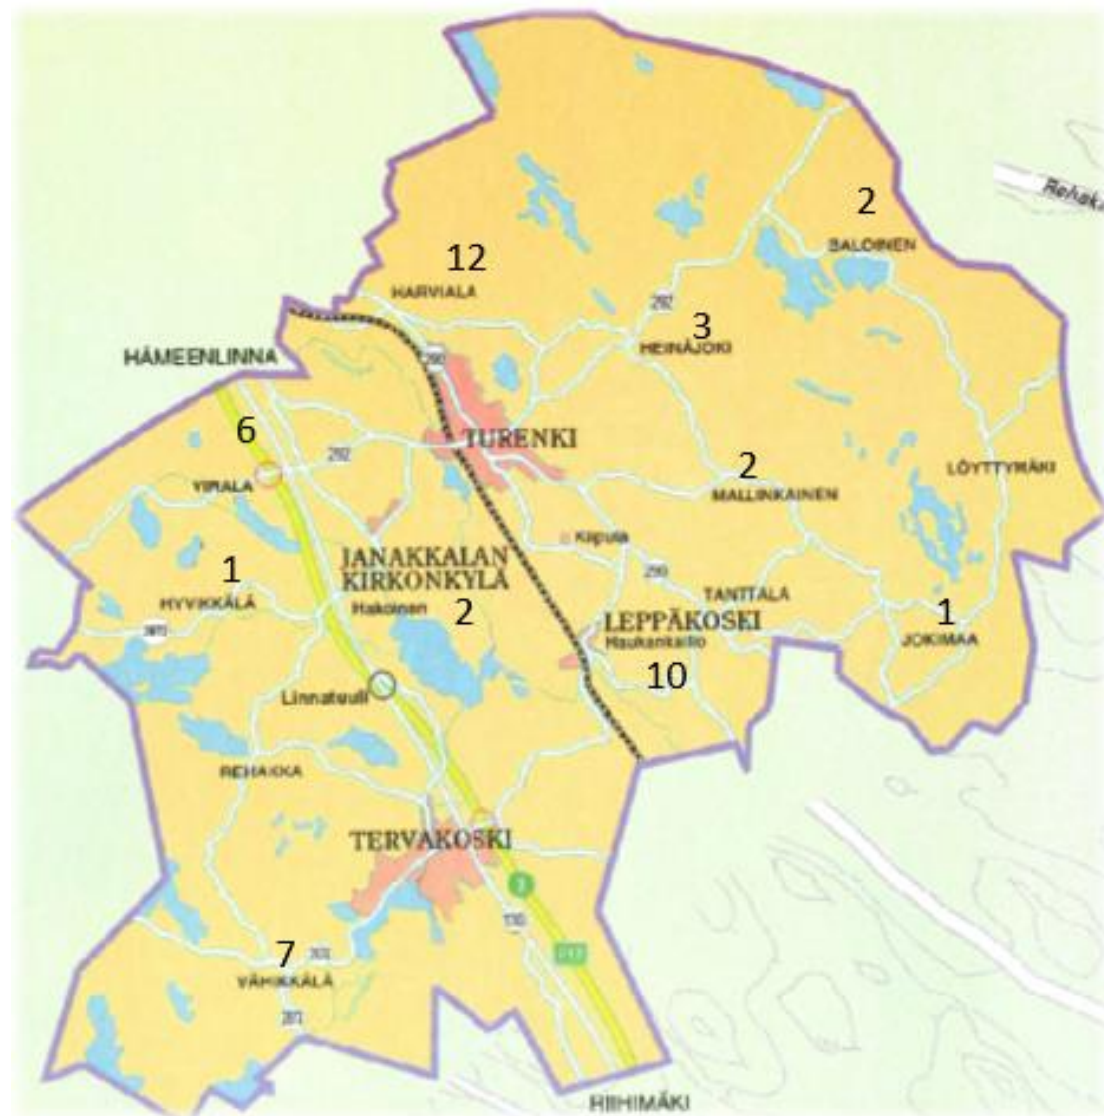 Rehakka
2
SALOINEN
12
HARVIALA
292
3
HEINÄJOKI
HÄMEENLINNA
290
6
TURENKI
292
2
VIRALA
MALLINKAINEN
LÖYTTYMÄKI
Kiipula
1
JANAKKALAN
KIRKONKYLÄ
290
TANTTALA
HYVIKKÄLÄ
Hakoinen
2
1
LEPPÄKOSKI
Haukankallio
JOKIMAA
10
Linnatuuli
REHAKKA
TERVAKOSKI
3
130
7
VÄHIKKÄLÄ
RIIHIMÄKI